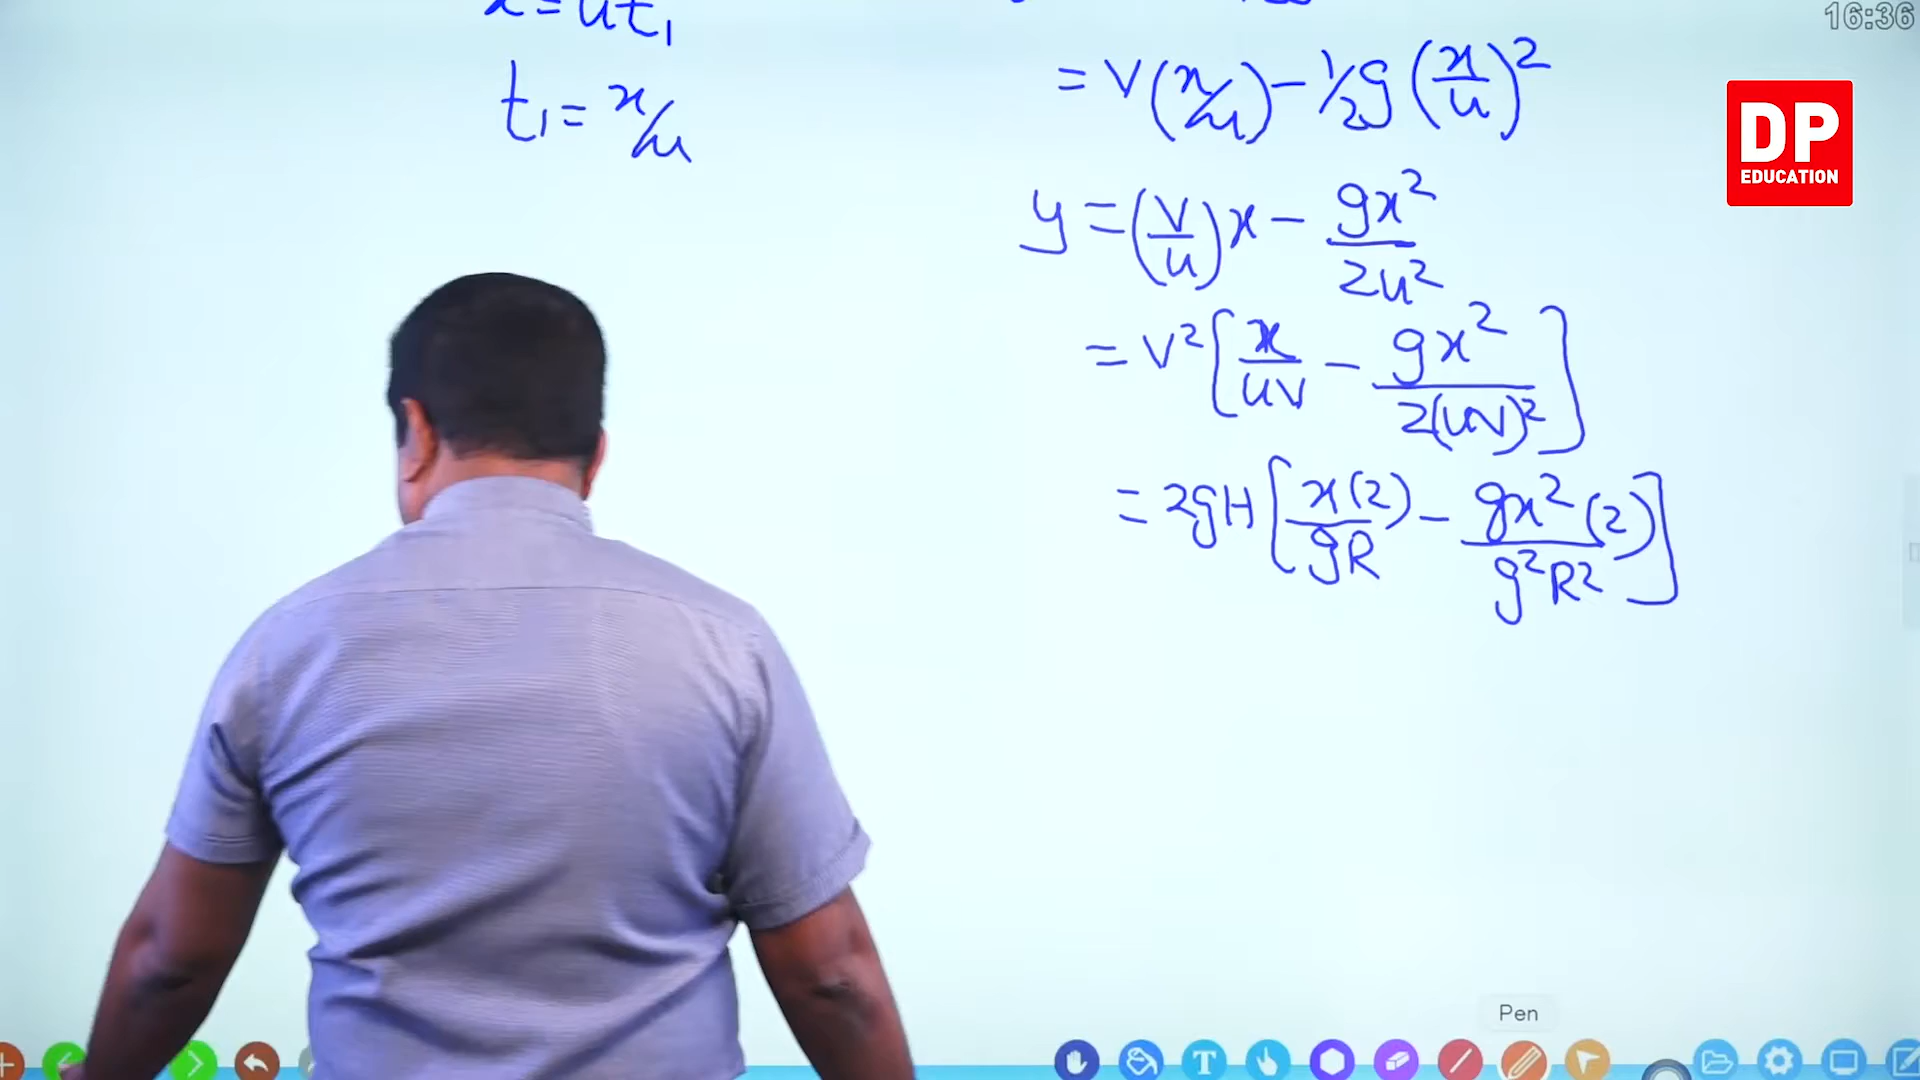 16:36
x = ut₁
t₁ = x/u
= V(x/u) - ½g(x/u)²
DP
EDUCATION
y = (V/u)x - gx²/2u²
= V²[x/uV - gx²/2(uV)²]
= 2gH[x(2)/gR - gx²(2)/g²R²]
Pen
T